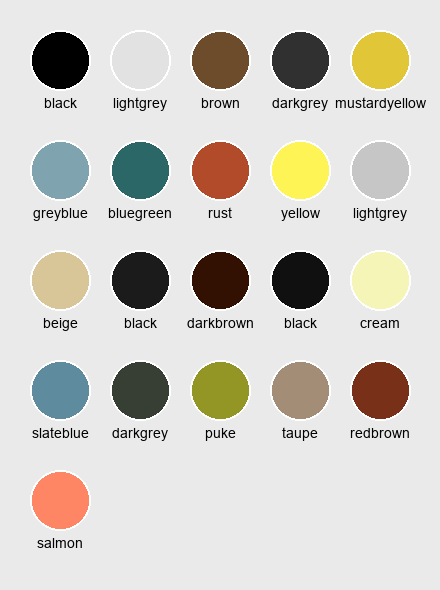 black lightgrey brown darkgrey mustardyellow
greyblue bluegreen rust yellow lightgrey
beige black darkbrown black cream
slateblue darkgrey puke taupe redbrown
salmon